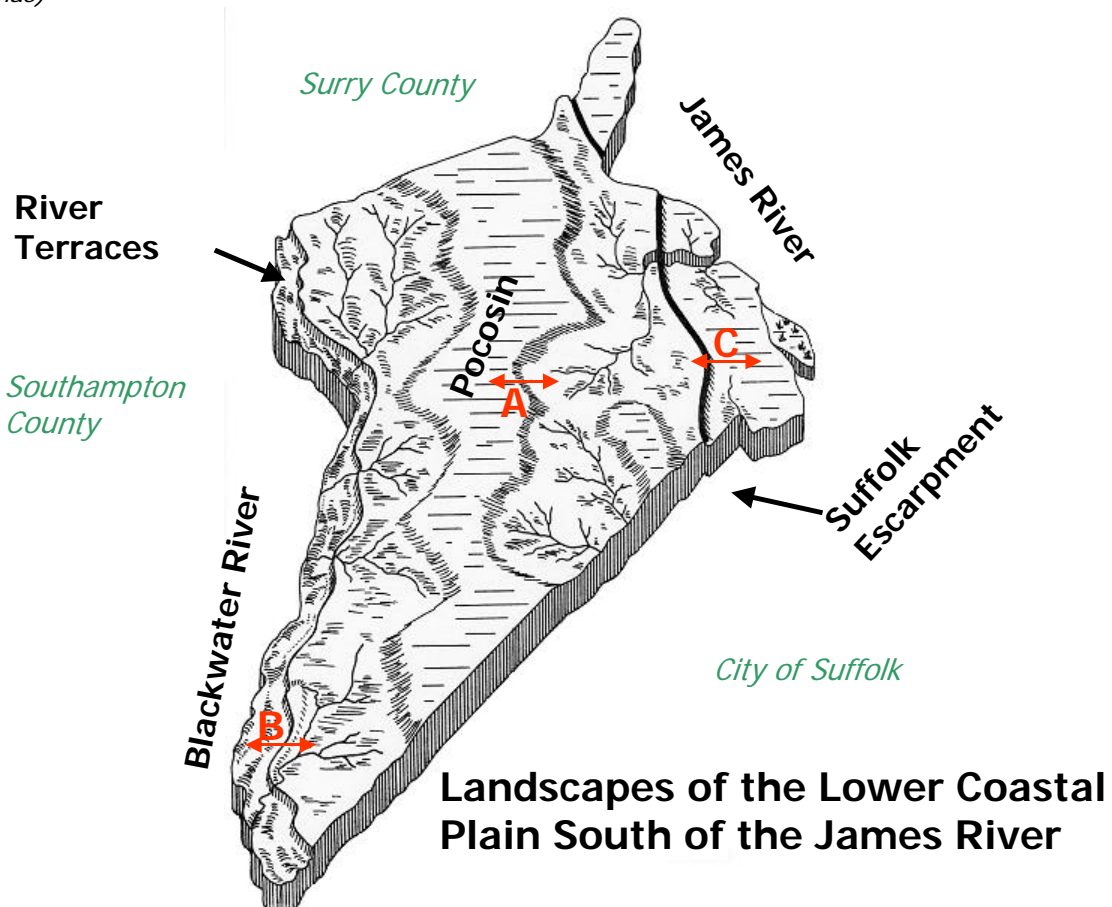 Surry County
James River
River
Terraces
Pocosin
C
A
Southampton
County
Suffolk
Escarpment
Blackwater River
City of Suffolk
B
Landscapes of the Lower Coastal
Plain South of the James River